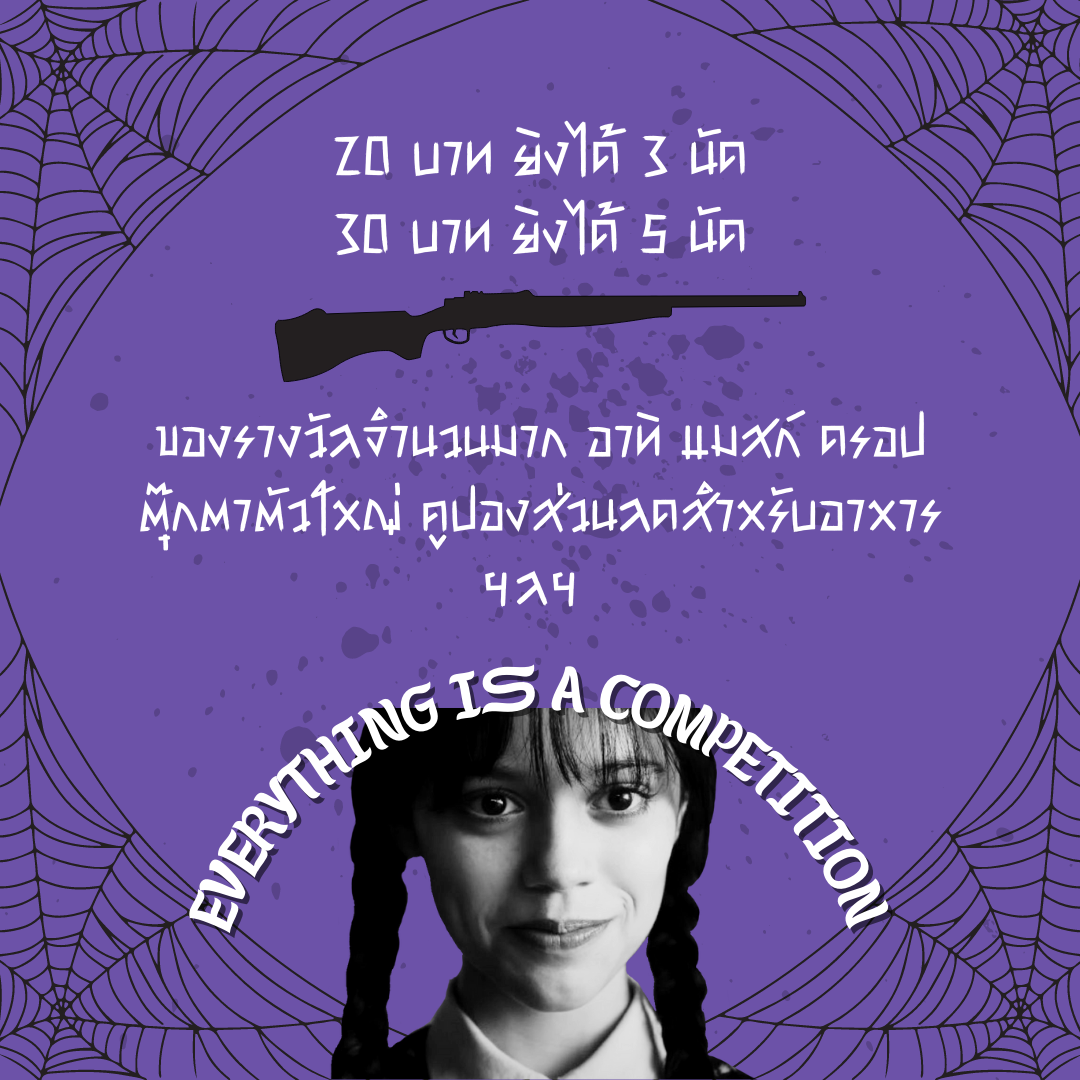 20 บาท ยิงได้ 3 นัด
30 บาท ยิงได้ 5 นัด
ของรางวัลจำนวนมาก อาทิ แมสก์ ครอป
ตุ๊กตาตัวใหญ่ คูปองส่วนลดสำหรับอาหาร
ฯลฯ
EVERYTHING IS A COMPETITION